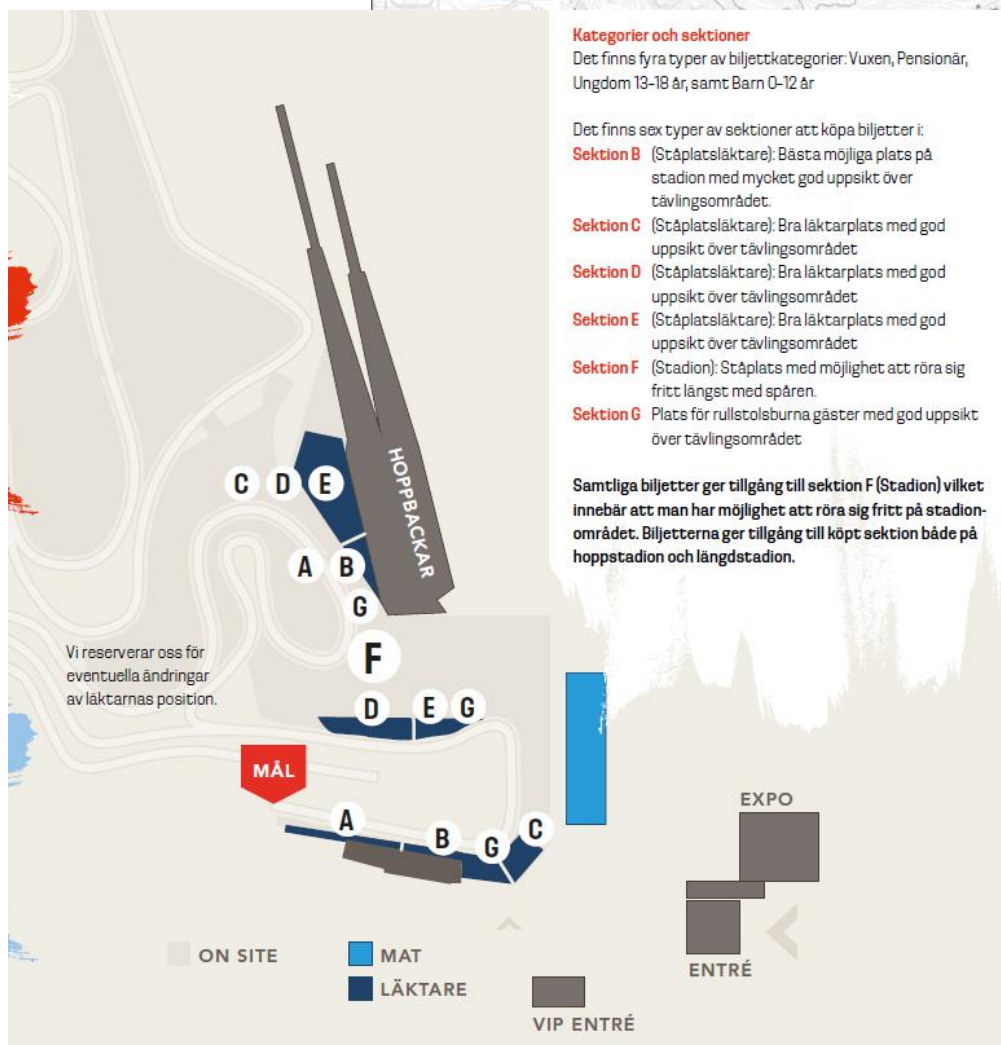 Kategorier och sektioner
Det finns fyra typer av biljettkategorier: Vuxen, Pensionär,
Ungdom 13-18 år, samt Barn 0-12 år
Det finns sex typer av sektioner att köpa biljetter i:
Sektion B (Ståplatsläktare): Bästa möjliga plats på
stadion med mycket god uppsikt över
tävlingsområdet.
Sektion C (Ståplatsläktare): Bra läktarplats med god
uppsikt över tävlingsområdet
Sektion D (Ståplatsläktare): Bra läktarplats med god
uppsikt över tävlingsområdet
Sektion E (Ståplatsläktare): Bra läktarplats med god
uppsikt över tävlingsområdet
Sektion F (Stadion): Ståplats med möjlighet att röra sig
fritt längst med spåren.
Sektion G Plats för rullstolsburna gäster med god uppsikt
över tävlingsområdet
Samtliga biljetter ger tillgång till sektion F (Stadion) vilket
innebär att man har möjlighet att röra sig fritt på stadion-
området. Biljetterna ger tillgång till köpt sektion både på
hoppstadion och längdstadion.
HOPPBACKAR
C D E
A B
G
F
Vi reserverar oss för
eventuella ändringar
av läktarnas position.
D E G
MÅL
A
B G C
EXPO
ENTRÉ
ON SITE
MAT
LÄKTARE
VIP ENTRÉ